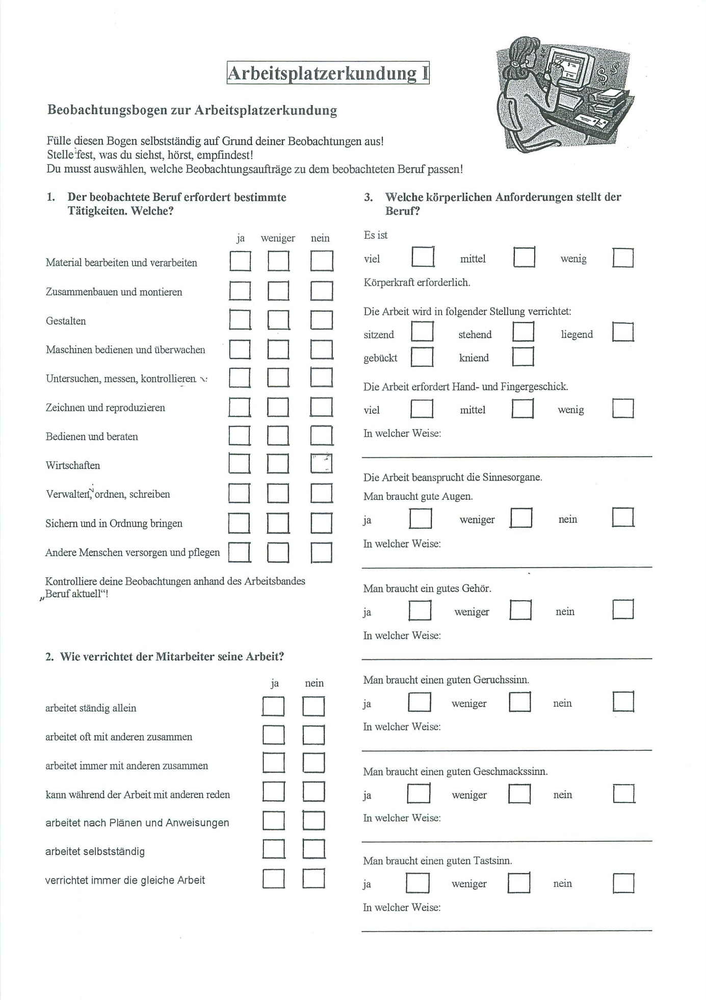 Arbeitsplatzerkundung I
Beobachtungsbogen zur Arbeitsplatzerkundung
Fülle diesen Bogen selbstständig auf Grund deiner Beobachtungen aus!
Stelle fest, was du siehst, hörst, empfindest!
Du musst auswählen, welche Beobachtungsaufträge zu dem beobachteten Beruf passen!
1. Der beobachtete Beruf erfordert bestimmte
Tätigkeiten. Welche?
ja weniger nein
Material bearbeiten und verarbeiten
Zusammenbauen und montieren
Gestalten
Maschinen bedienen und überwachen
Untersuchen, messen, kontrollieren
Zeichnen und reproduzieren
Bedienen und beraten
Wirtschaften
Verwalten, ordnen, schreiben
Sichern und in Ordnung bringen
Andere Menschen versorgen und pflegen
Kontrolliere deine Beobachtungen anhand des Arbeitsbandes
„Beruf aktuell“!
2. Wie verrichtet der Mitarbeiter seine Arbeit?
ja nein
arbeitet ständig allein
arbeitet oft mit anderen zusammen
arbeitet immer mit anderen zusammen
kann während der Arbeit mit anderen reden
arbeitet nach Plänen und Anweisungen
arbeitet selbstständig
verrichtet immer die gleiche Arbeit
3. Welche körperlichen Anforderungen stellt der
Beruf?
Es ist
viel mittel wenig
Körperkraft erforderlich.
Die Arbeit wird in folgender Stellung verrichtet:
sitzend stehend liegend
gebückt kniend
Die Arbeit erfordert Hand- und Fingergeschick.
viel mittel wenig
In welcher Weise:
Die Arbeit beansprucht die Sinnesorgane.
Man braucht gute Augen.
ja weniger nein
In welcher Weise:
Man braucht ein gutes Gehör.
ja weniger nein
In welcher Weise:
Man braucht einen guten Geruchssinn.
ja weniger nein
In welcher Weise:
Man braucht einen guten Geschmackssinn.
ja weniger nein
In welcher Weise:
Man braucht einen guten Tastsinn.
ja weniger nein
In welcher Weise: